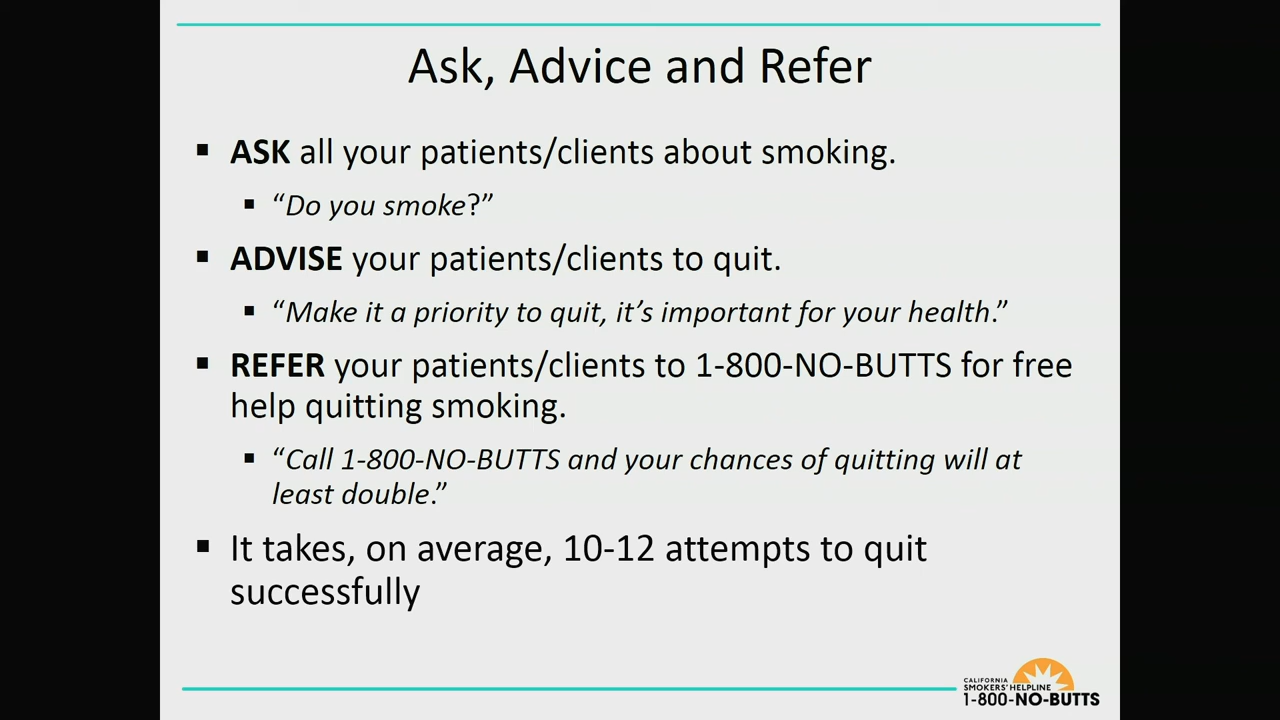 Ask, Advice and Refer
▪ ASK all your patients/clients about smoking.
▪ “Do you smoke?”
▪ ADVISE your patients/clients to quit.
▪ “Make it a priority to quit, it’s important for your health.”
▪ REFER your patients/clients to 1-800-NO-BUTTS for free
help quitting smoking.
▪ “Call 1-800-NO-BUTTS and your chances of quitting will at
least double.”
▪ It takes, on average, 10-12 attempts to quit
successfully
CALIFORNIA
SMOKERS' HELPLINE
1-800-NO-BUTTS